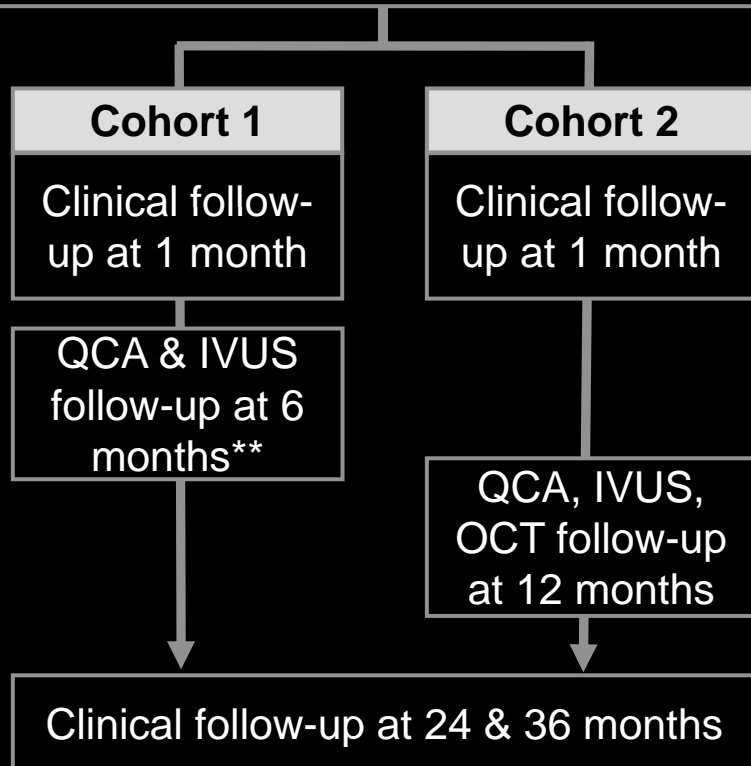 Cohort 1
Clinical follow-
up at 1 month
QCA & IVUS
follow-up at 6
months**
Cohort 2
Clinical follow-
up at 1 month
QCA, IVUS,
OCT follow-up
at 12 months
Clinical follow-up at 24 & 36 months